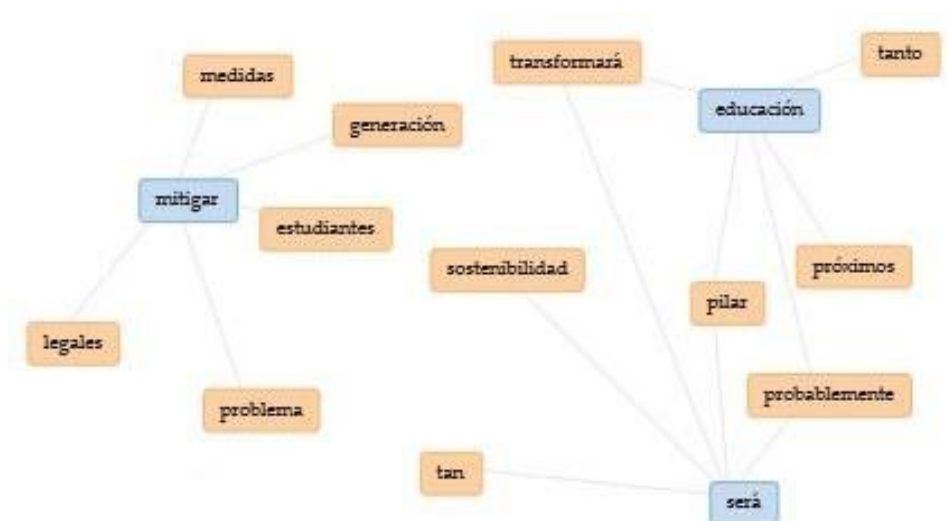 tanto
transformará
medidas
educación
generación
mitigar
estudiantes
sostenibilidad
próximos
pilar
legales
probablemente
problema
tan
será